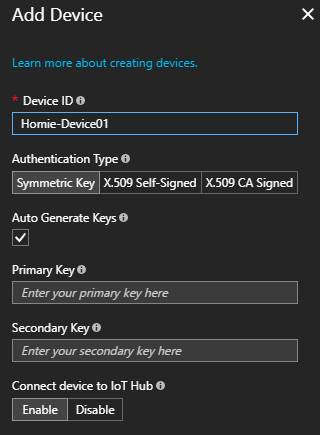 Add Device
Learn more about creating devices.
* Device ID
Homie-Device01
Authentication Type
Symmetric Key X.509 Self-Signed X.509 CA Signed
Auto Generate Keys
Primary Key
Enter your primary key here
Secondary Key
Enter your secondary key here
Connect device to IoT Hub
Enable Disable